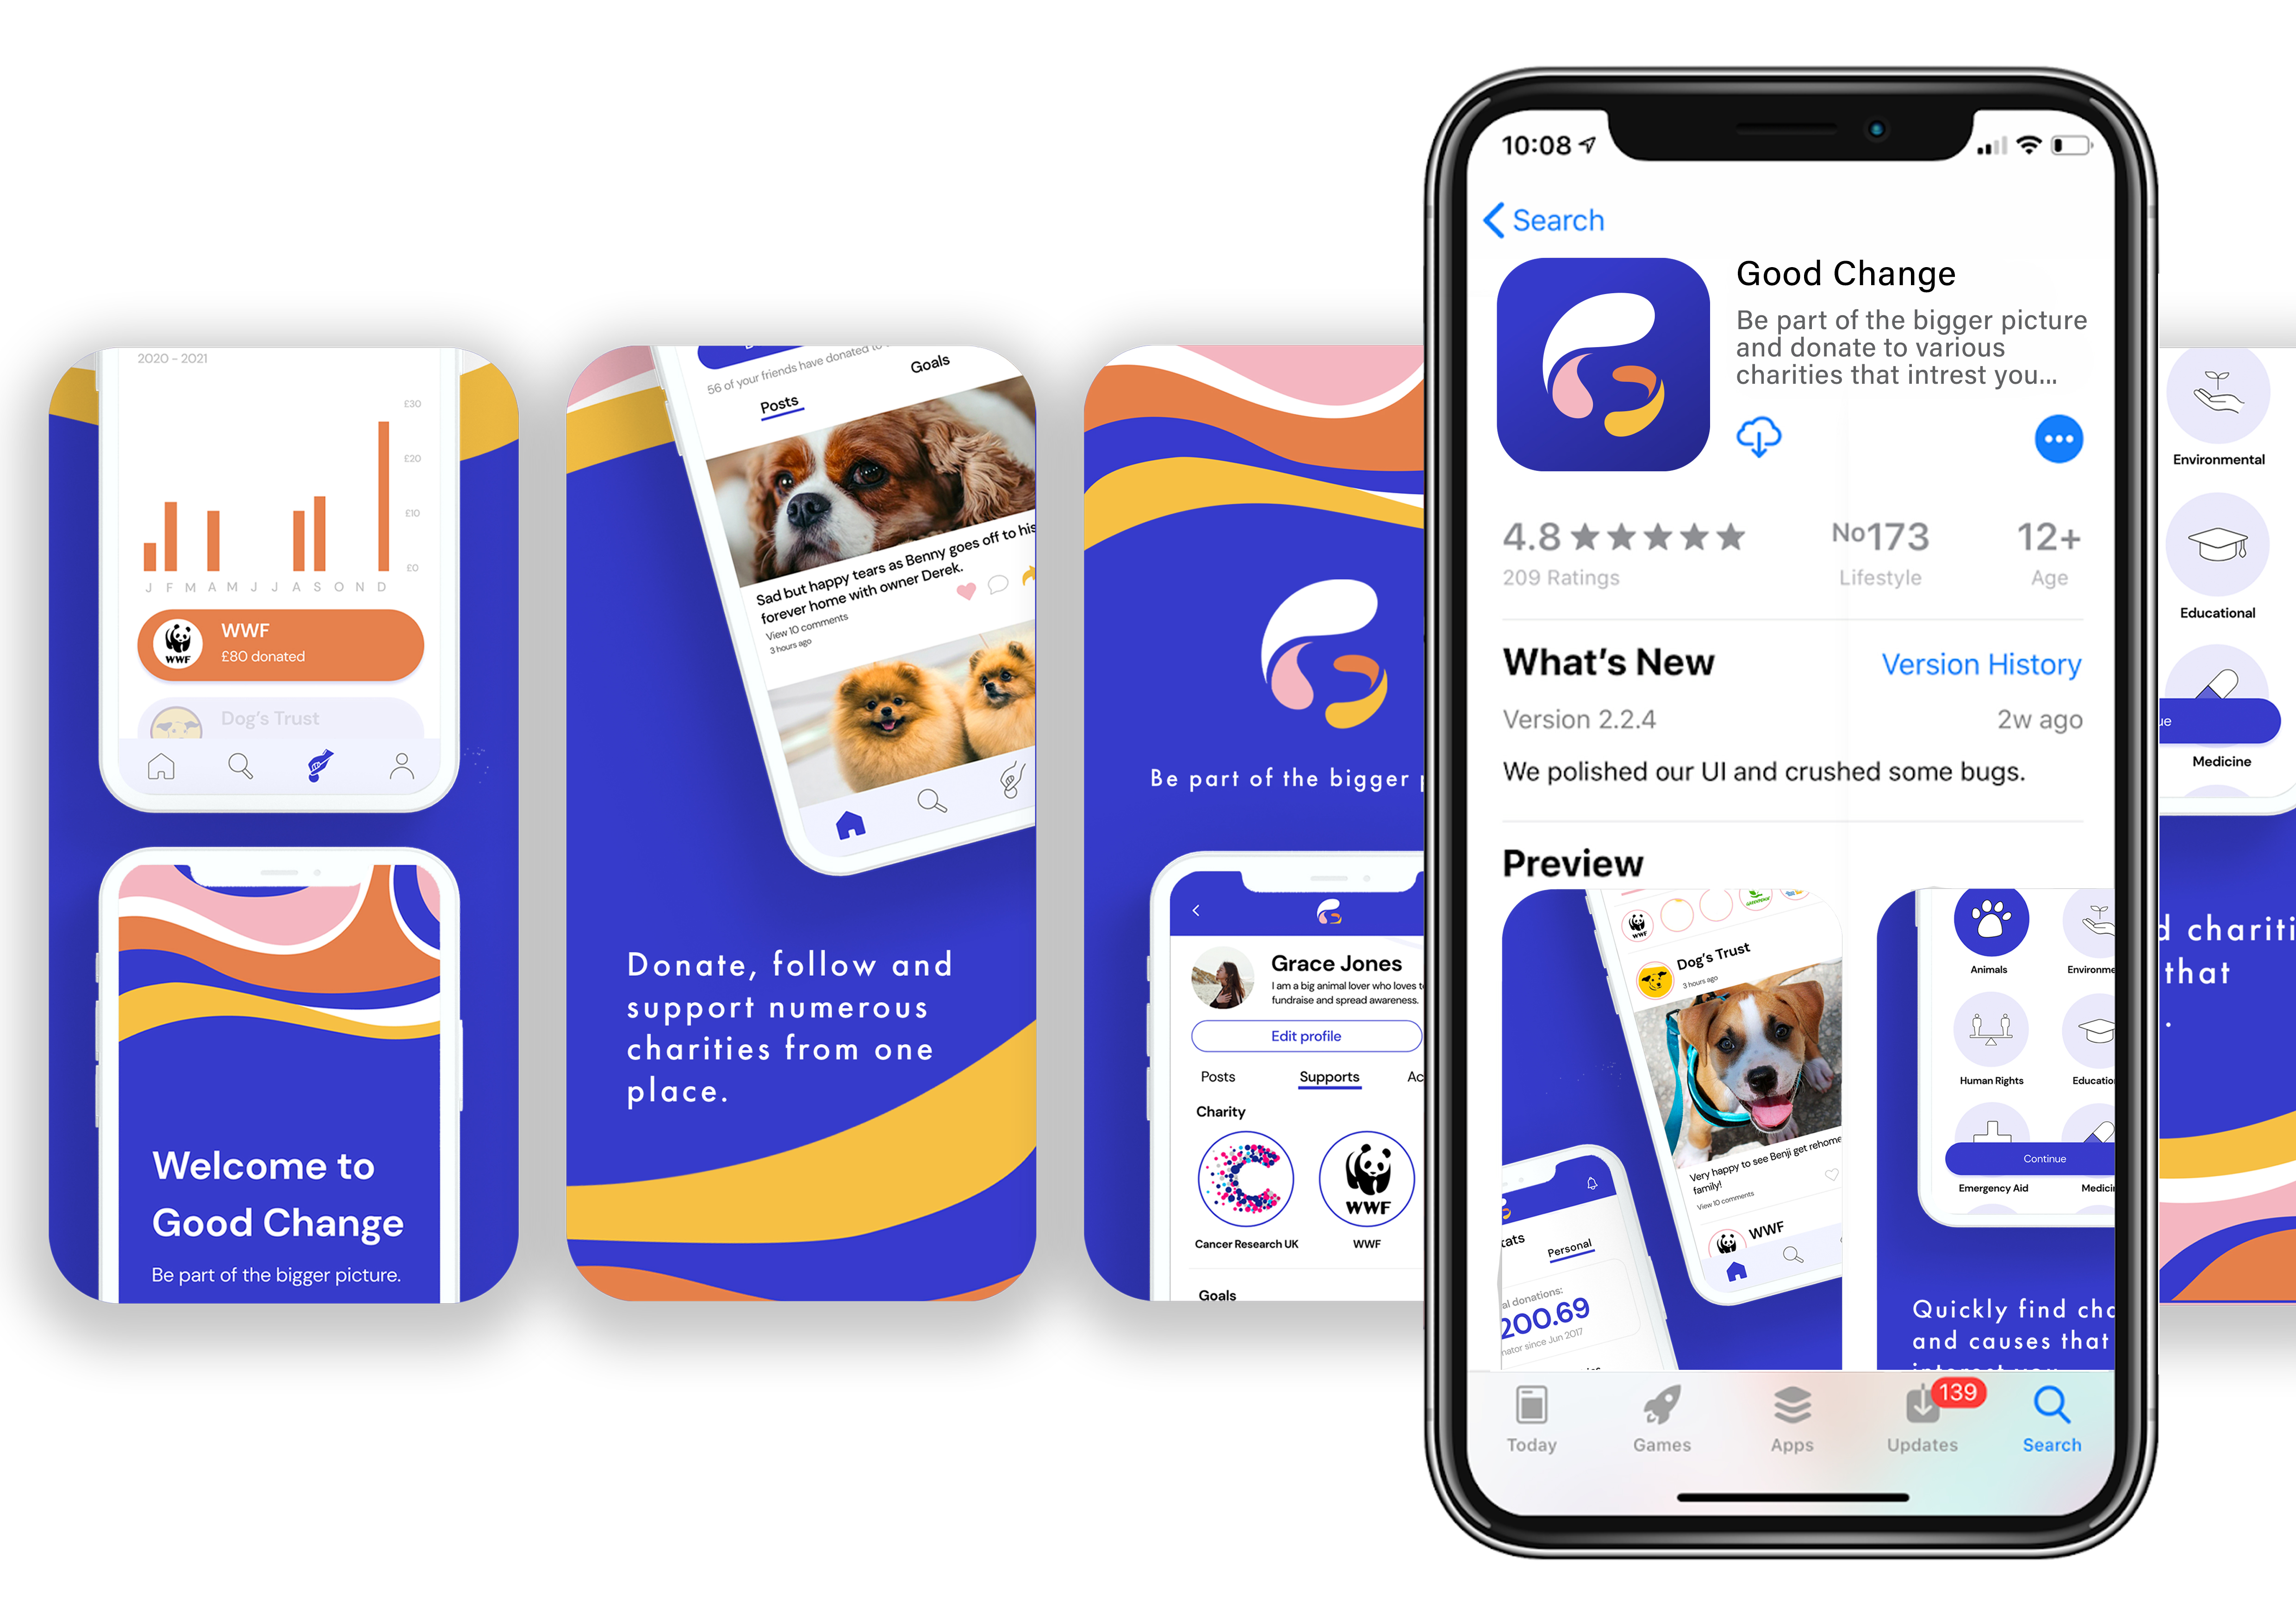 2020 – 2021
£30
£20
£10
£0
J F M A M J J A S O N D
WWF
WWF
£80 donated
Dog's Trust
Welcome to
Good Change
Be part of the bigger picture.
56 of your friends have donated to
Goals
Posts
Sad but happy tears as Benny goes off to his
forever home with owner Derek.
View 10 comments
3 hours ago
Donate, follow and
support numerous
charities from one
place.
Be part of the bigger
Grace Jones
I am a big animal lover who loves
fundraise and spread awareness.
Edit profile
Posts
Supports
Charity
WWF
Cancer Research UK
WWF
Goals
10:08
Search
Good Change
Be part of the bigger picture
and donate to various
charities that intrest you...
4.8
No173
12+
209 Ratings
Lifestyle
Age
What's New
Version History
Version 2.2.4
2w ago
We polished our UI and crushed some bugs.
Preview
WWF
GREENPEACE
Dog's Trust
3 hours ago
Very happy to see Benji get rehome
family!
View 10 comments
WWF
tats
Personal
al donations:
200.69
nator since Jun 2017
Animals
Environme
Human Rights
Educatio
Continue
Emergency Aid
Medici
Quickly find cha
and causes that
interest you
Today
Games
Apps
Updates
139
Search
Environmental
Educational
ue
Medicine
d chariti
that
.